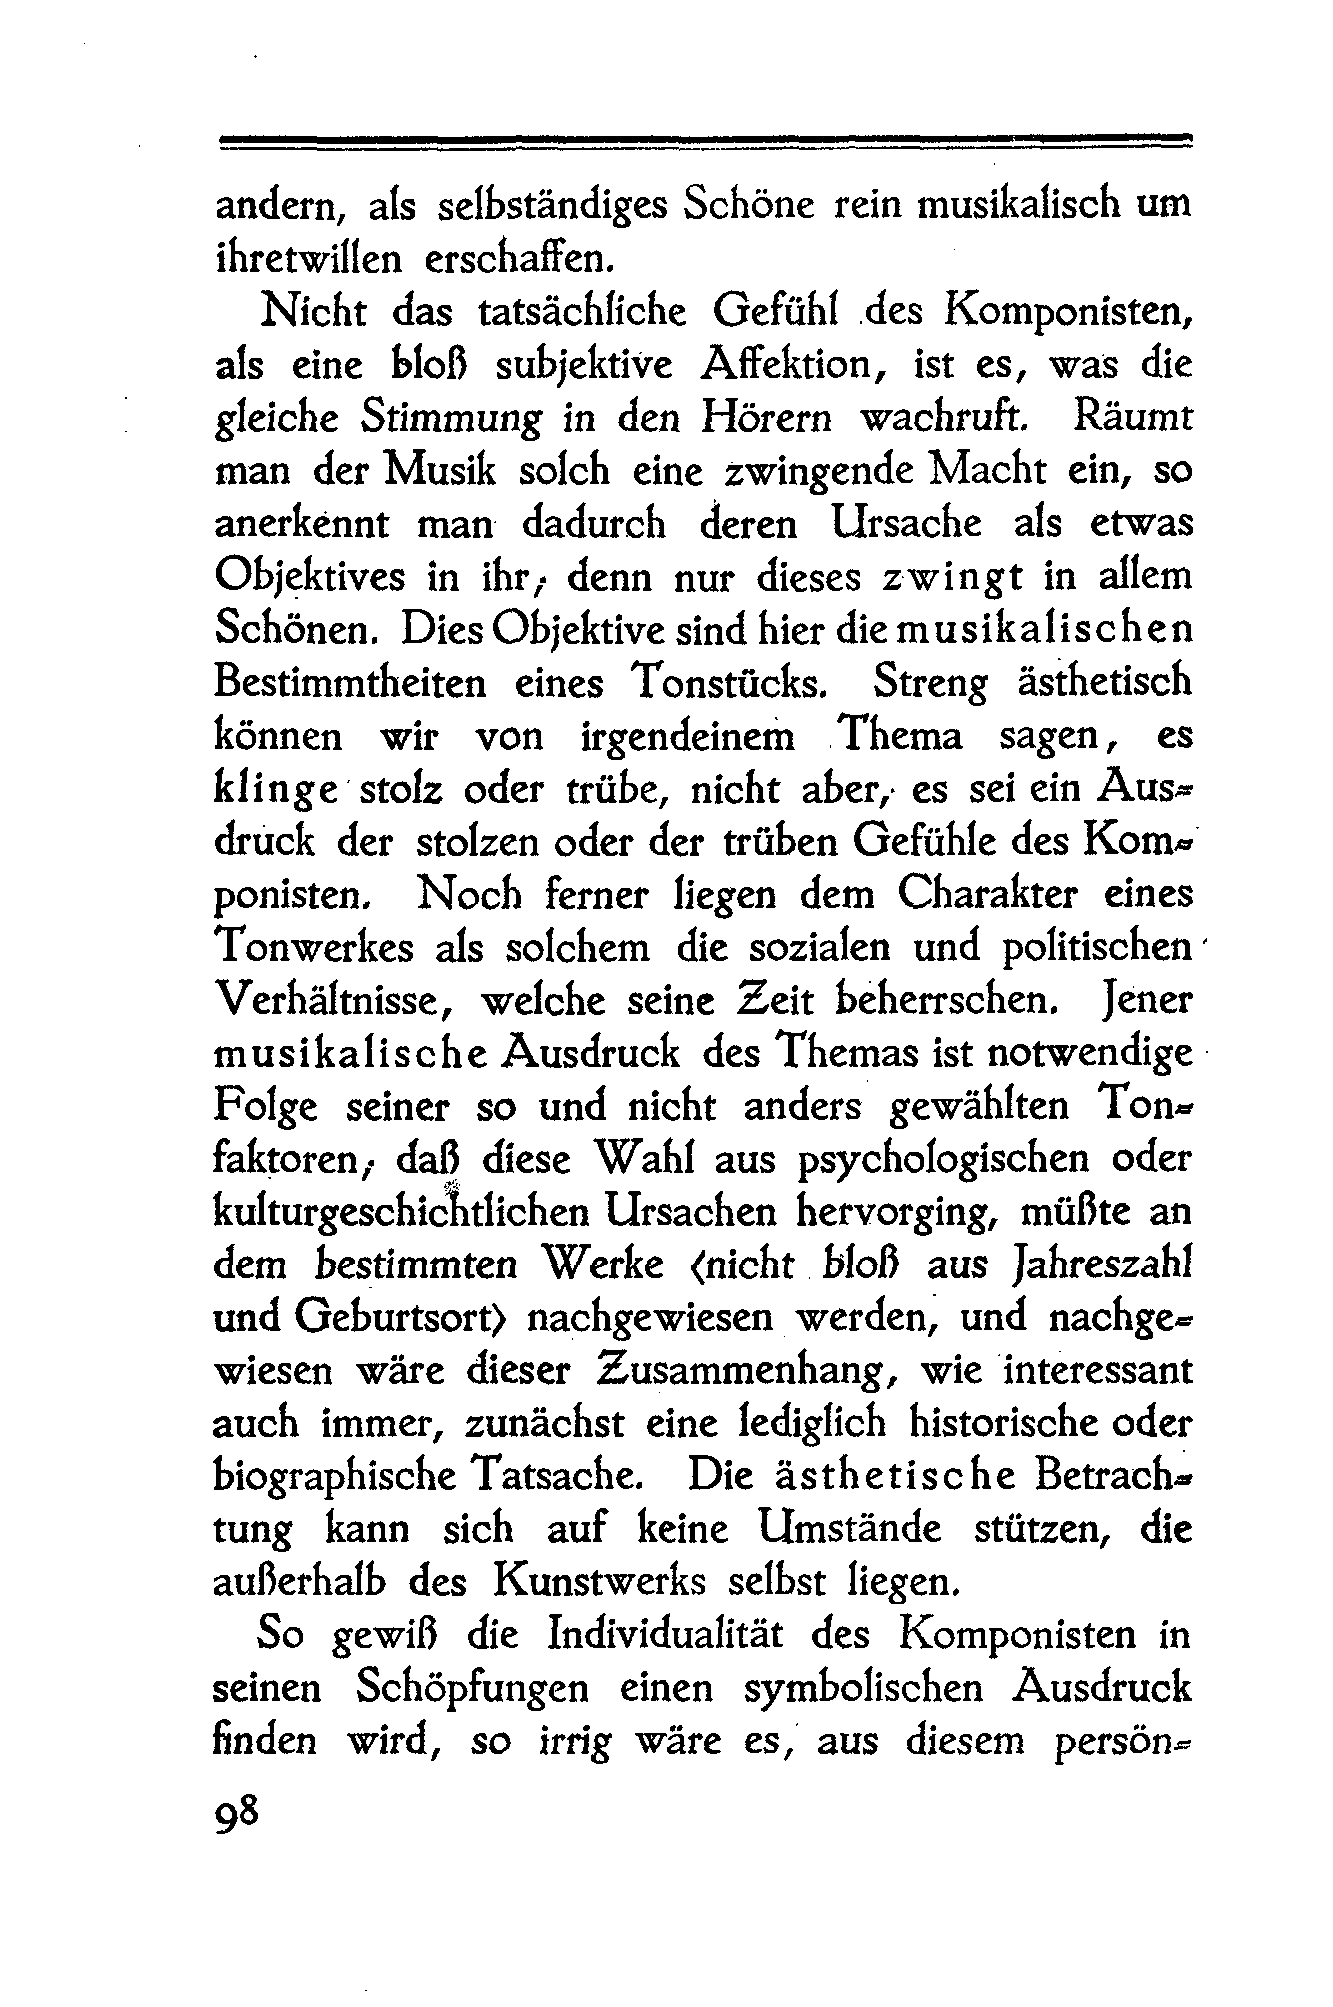 andern, als selbständiges Schöne rein musikalisch um
ihretwillen erschaffen.
Nicht das tatsächliche Gefühl des Komponisten,
als eine bloß subjektive Affektion, ist es, was die
gleiche Stimmung in den Hörern wachruft. Räumt
man der Musik solch eine zwingende Macht ein, so
anerkennt man dadurch deren Ursache als etwas
Objektives in ihr; denn nur dieses zwingt in allem
Schönen. Dies Objektive sind hier die musikalischen
Bestimmtheiten eines Tonstücks. Streng ästhetisch
können wir von irgendeinem Thema sagen, es
klinge stolz oder trübe, nicht aber, es sei ein Aus-
druck der stolzen oder der trüben Gefühle des Kom-
ponisten. Noch ferner liegen dem Charakter eines
Tonwerkes als solchem die sozialen und politischen
Verhältnisse, welche seine Zeit beherrschen. Jener
musikalische Ausdruck des Themas ist notwendige
Folge seiner so und nicht anders gewählten Ton-
faktoren; daß diese Wahl aus psychologischen oder
kulturgeschichtlichen Ursachen hervorging, müßte an
dem bestimmten Werke (nicht bloß aus Jahreszahl
und Geburtsort) nachgewiesen werden, und nachge-
wiesen wäre dieser Zusammenhang, wie interessant
auch immer, zunächst eine lediglich historische oder
biographische Tatsache. Die ästhetische Betrach-
tung kann sich auf keine Umstände stützen, die
außerhalb des Kunstwerks selbst liegen.
So gewiß die Individualität des Komponisten in
seinen Schöpfungen einen symbolischen Ausdruck
finden wird, so irrig wäre es, aus diesem persön-
98